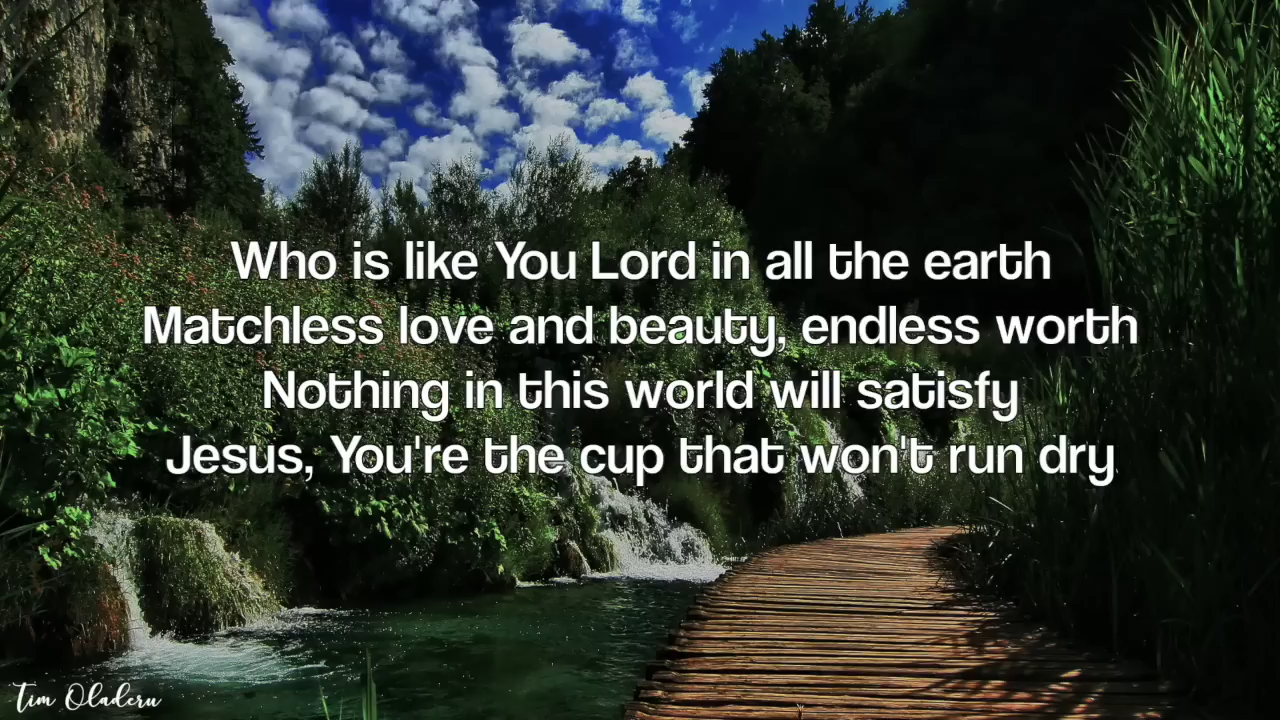 Who is like You Lord in all the earth
Matchless love and beauty, endless worth
Nothing in this world will satisfy
Jesus, You're the cup that won't run dry
Tim Oladeru